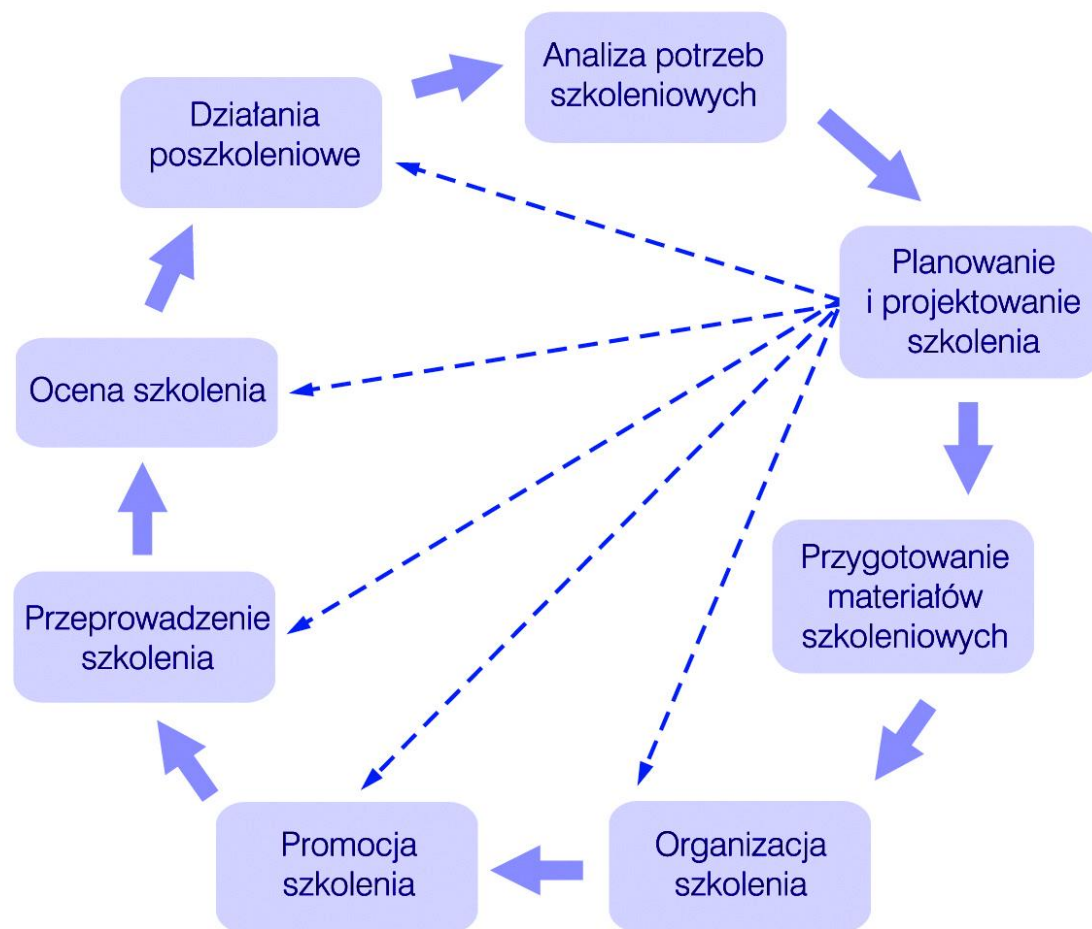 Analiza potrzeb
szkoleniowych
Planowanie
i projektowanie
szkolenia
Przygotowanie
materiałów
szkoleniowych
Organizacja
szkolenia
Promocja
szkolenia
Przeprowadzenie
szkolenia
Ocena szkolenia
Działania
poszkoleniowe